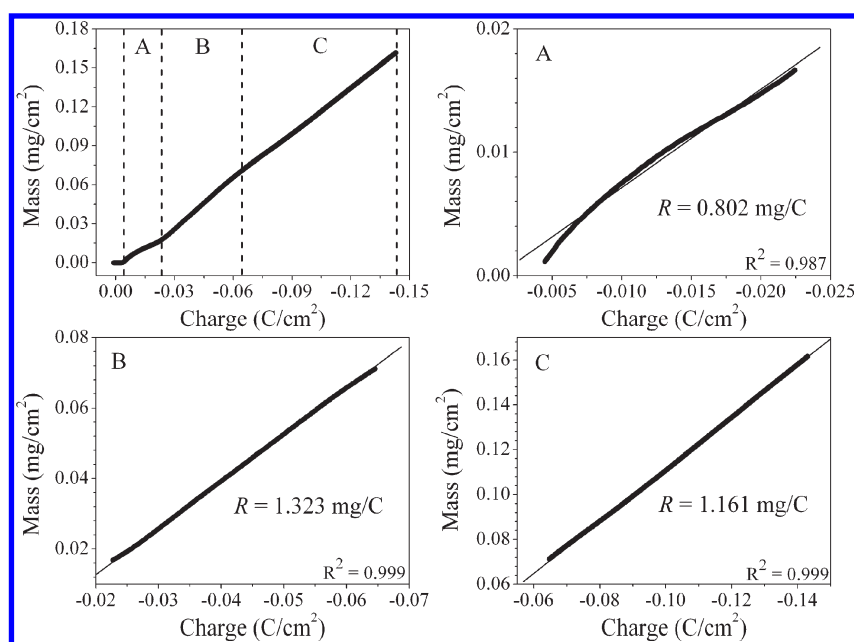 A B C
Mass (mg/cm²)
0.18
0.15
0.12
0.09
0.06
0.03
0.00
0.00 -0.03 -0.06 -0.09 -0.12 -0.15
Charge (C/cm²)
A
Mass (mg/cm²)
0.02
0.01
0.00
R = 0.802 mg/C
R² = 0.987
-0.005 -0.010 -0.015 -0.020 -0.025
Charge (C/cm²)
B
Mass (mg/cm²)
0.08
0.06
0.04
0.02
R = 1.323 mg/C
R² = 0.999
-0.02 -0.03 -0.04 -0.05 -0.06 -0.07
Charge (C/cm²)
C
Mass (mg/cm²)
0.16
0.14
0.12
0.10
0.08
0.06
R = 1.161 mg/C
R² = 0.999
-0.06 -0.08 -0.10 -0.12 -0.14
Charge (C/cm²)